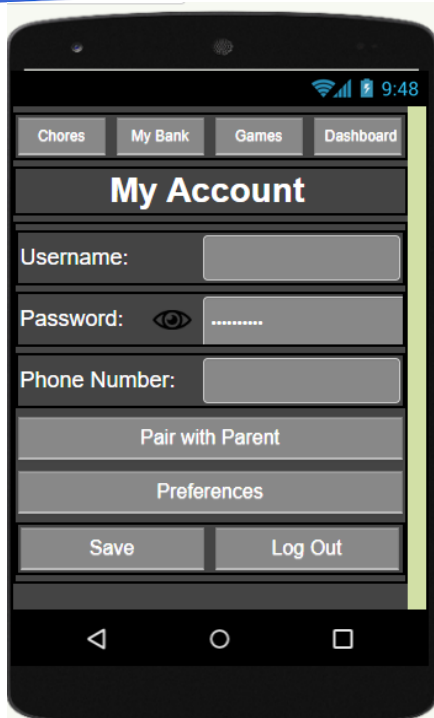 9:48
Chores My Bank Games Dashboard
My Account
Username:
Password: ••••••••••
Phone Number:
Pair with Parent
Preferences
Save Log Out